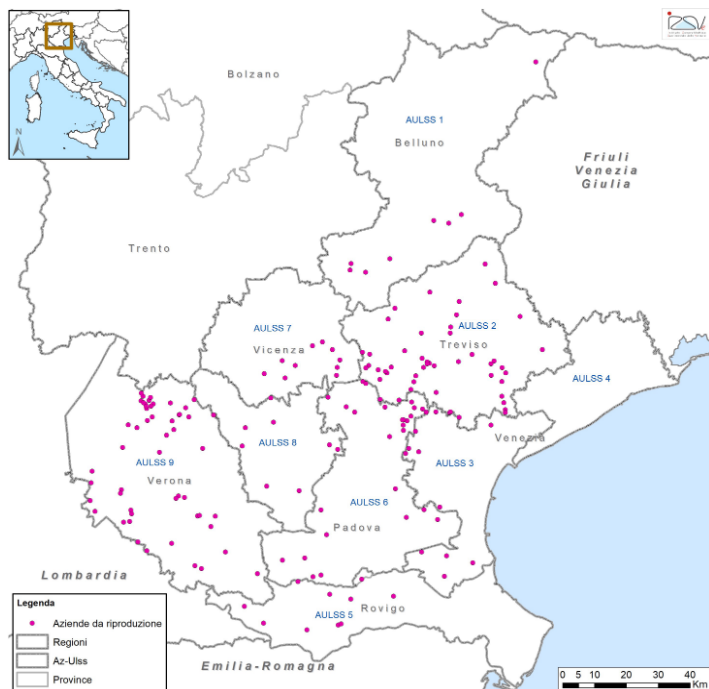 N
Bolzano
AULSS 1
Belluno
Friuli
Venezia
Giulia
Trento
AULSS 7
AULSS 2
Vicenza
Treviso
AULSS 4
Venezia
AULSS 8
AULSS 3
AULSS 9
Verona
AULSS 6
Padova
Lombardia
AULSS 5
Rovigo
Emilia-Romagna
Legenda
Aziende da riproduzione
Regioni
Az-Ulss
Province
0 5 10 20 30 40
Km